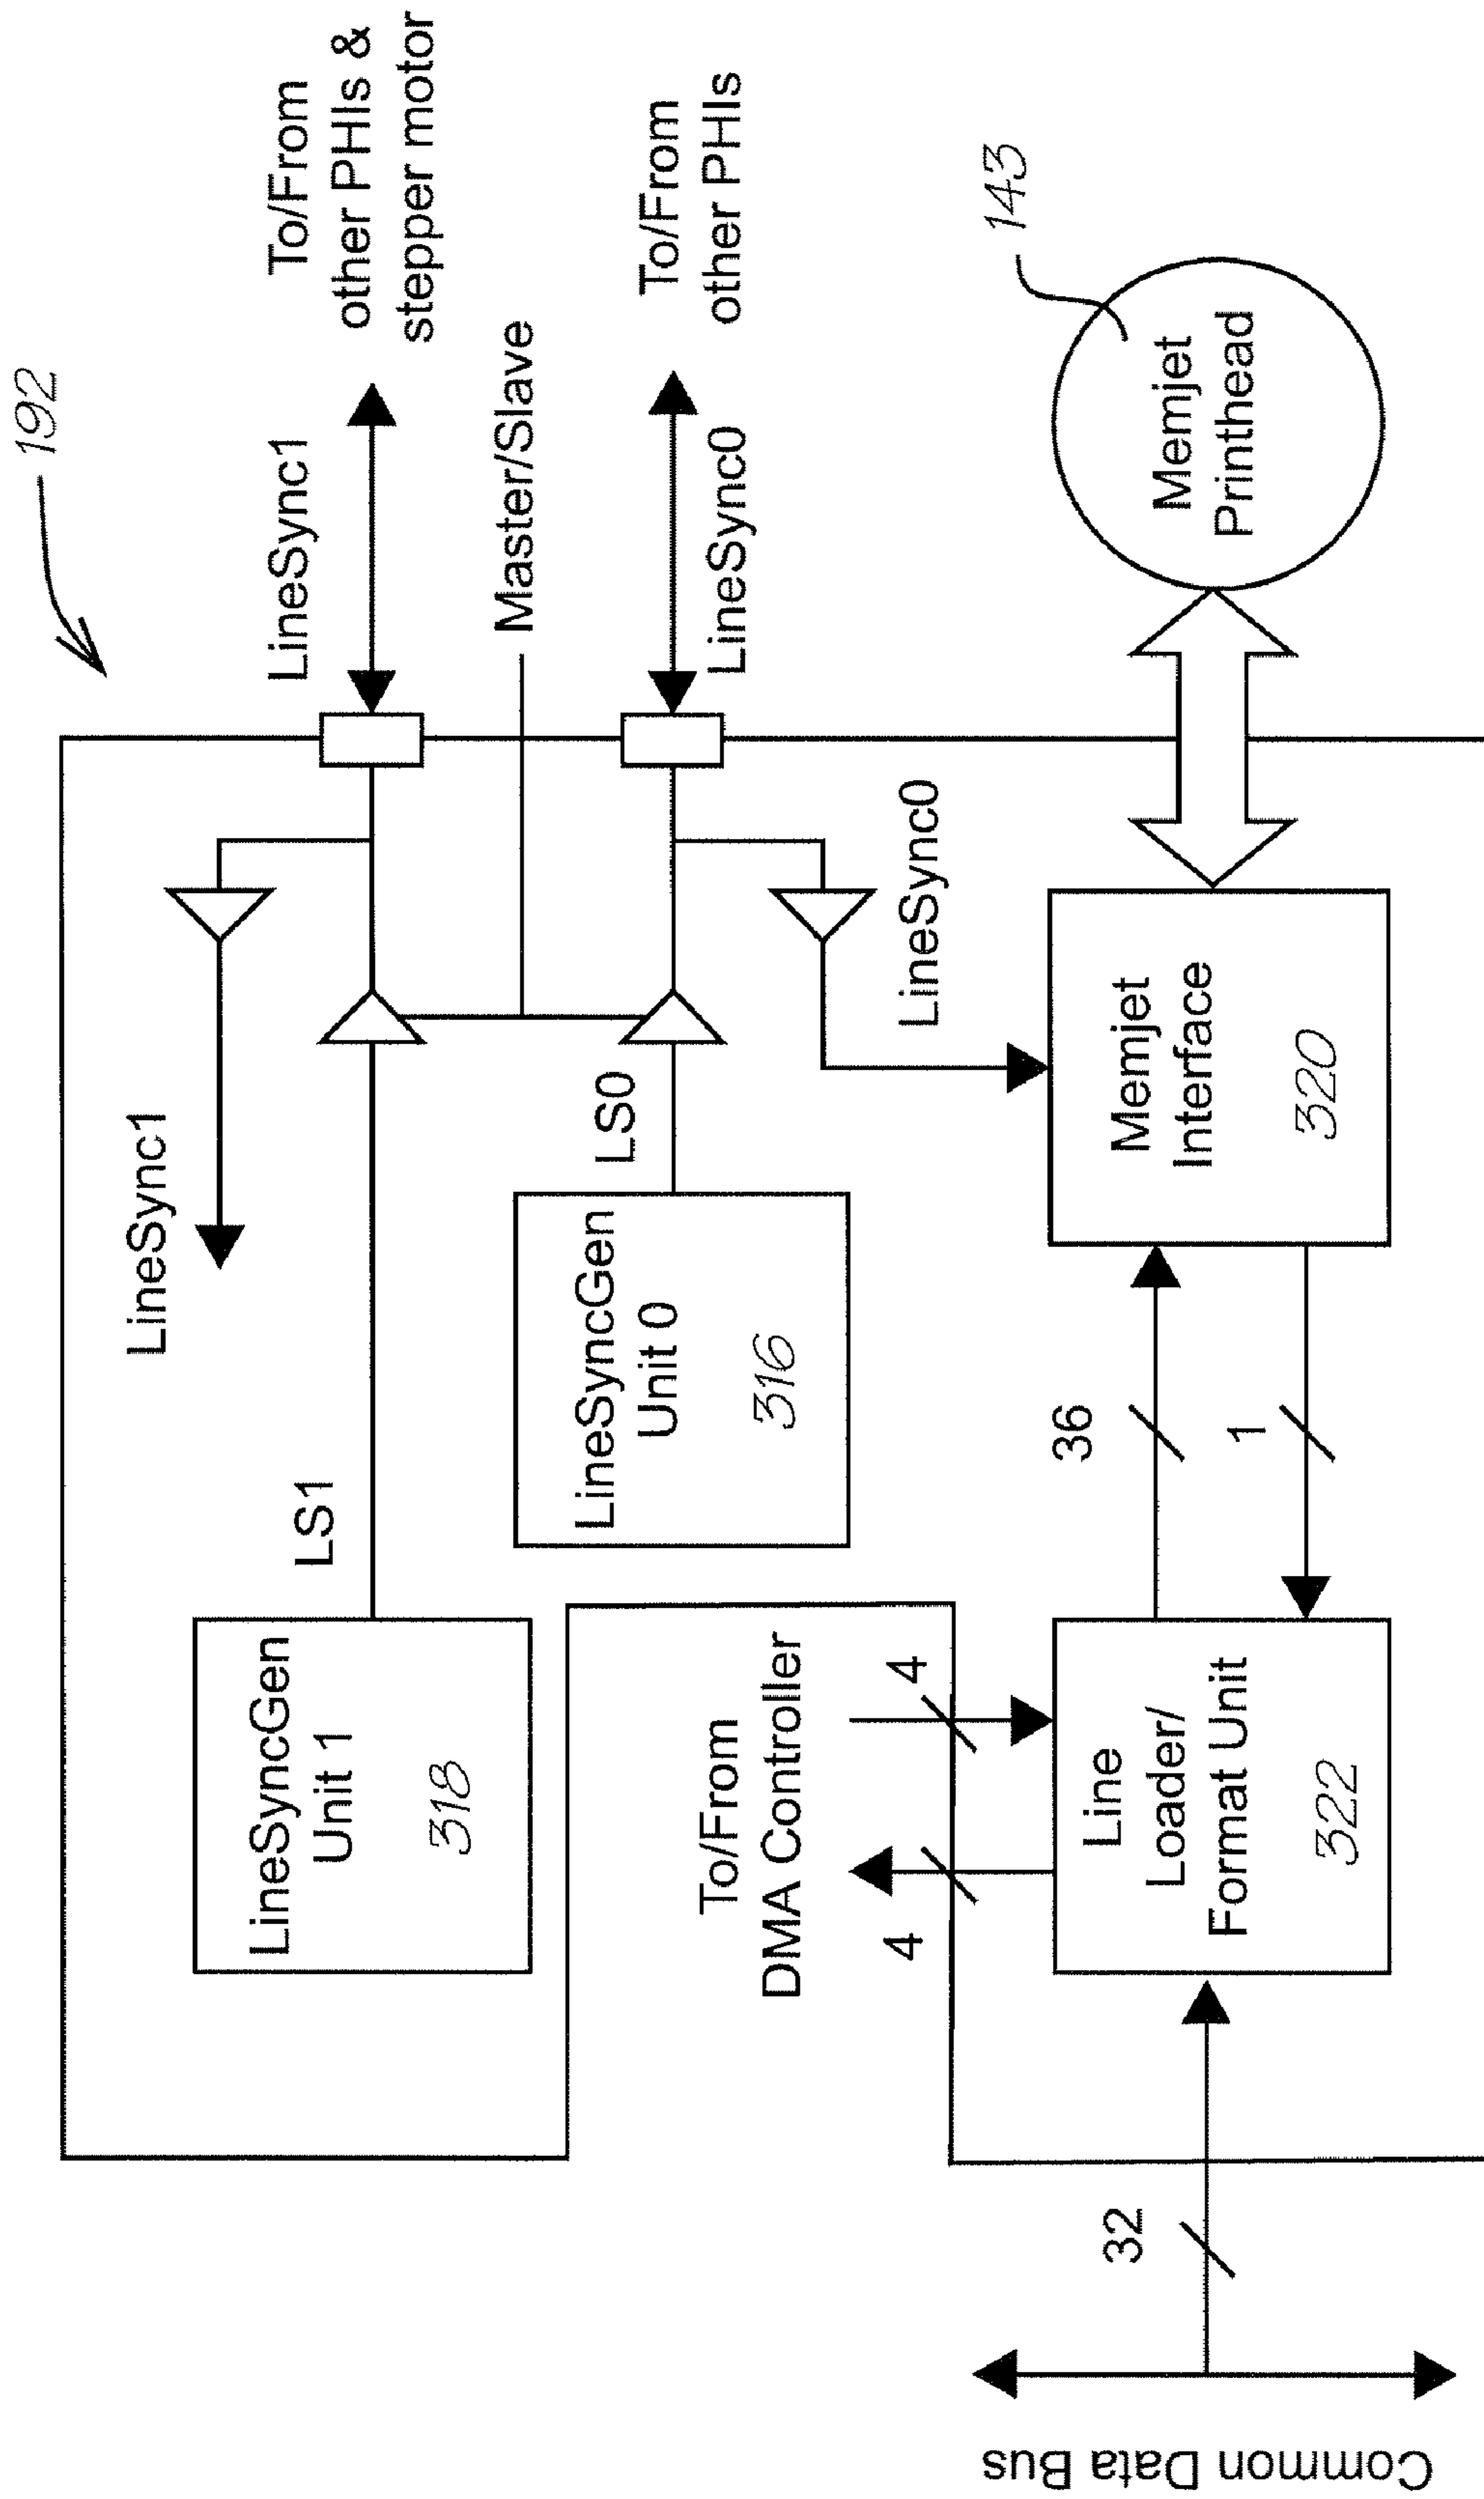 192
LineSync1
To/From
other PHIs &
stepper motor
Master/Slave
LineSync0
To/From
other PHIs
LineSync1
LineSyncGen
Unit 1
318
LS1
LineSyncGen
Unit 0
316
LS0
LineSync0
To/From
DMA Controller
4
4
Common Data Bus
32
Line
Loader/
Format Unit
322
36
1
Memjet
Interface
320
Memjet
Printhead
143